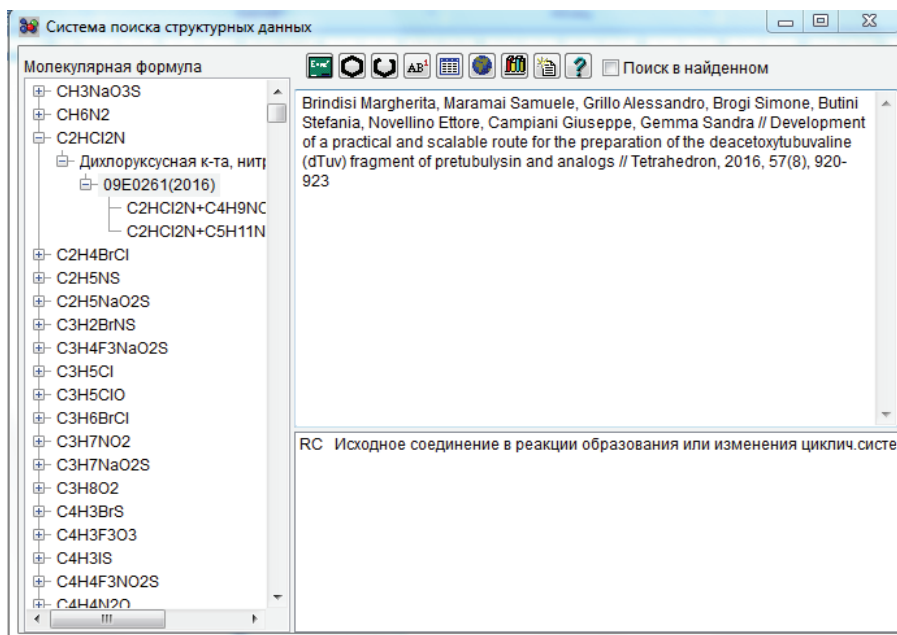 Система поиска структурных данных
Молекулярная формула
Поиск в найденном
CH3NaO3S
CH6N2
C2HCl2N
Дихлоруксусная к-та, нитр
09E0261(2016)
C2HCl2N+C4H9NO
C2HCl2N+C5H11N
C2H4BrCl
C2H5NS
C2H5NaO2S
C3H2BrNS
C3H4F3NaO2S
C3H5Cl
C3H5ClO
C3H6BrCl
C3H7NO2
C3H7NaO2S
C3H8O2
C4H3BrS
C4H3F3O3
C4H3IS
C4H4F3NO2S
C4H4N2O
Brindisi Margherita, Maramai Samuele, Grillo Alessandro, Brogi Simone, Butini
Stefania, Novellino Ettore, Campiani Giuseppe, Gemma Sandra // Development
of a practical and scalable route for the preparation of the deacetoxytubuvaline
(dTuv) fragment of pretubulysin and analogs // Tetrahedron, 2016, 57(8), 920-
923
RC Исходное соединение в реакции образования или изменения циклич.систе